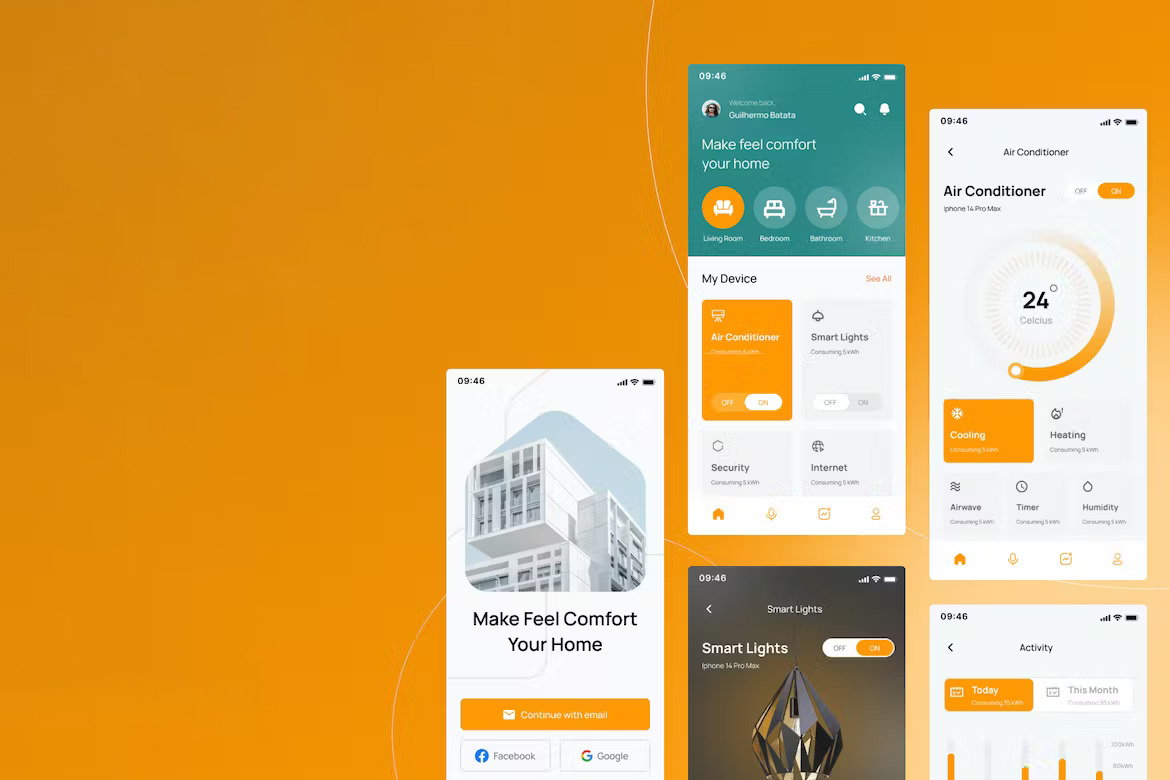 09:46
Make Feel Comfort
Your Home
Continue with email
Facebook
Google
09:46
Welcome back,
Guilhermo Batata
Make feel comfort
your home
Living Room
Bedroom
Bathroom
Kitchen
My Device
See All
Air Conditioner
Consuming 5 kWh
OFF
ON
Smart Lights
Consuming 5 kWh
OFF
ON
Security
Consuming 5 kWh
Internet
Consuming 5 kWh
09:46
Smart Lights
Smart Lights
OFF
ON
Iphone 14 Pro Max
09:46
Air Conditioner
Air Conditioner
OFF
ON
Iphone 14 Pro Max
24°
Celcius
Cooling
Consuming 5 kWh
Heating
Consuming 5 kWh
Airwave
Consuming 5 kWh
Timer
Consuming 5 kWh
Humidity
Consuming 5 kWh
09:46
Activity
Today
Consuming 35 kWh
This Month
100kWh
80kWh